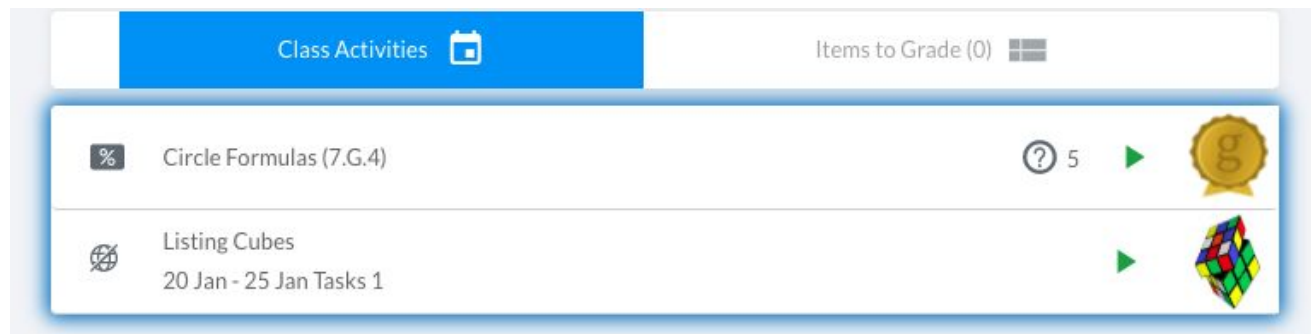 Class Activities
Items to Grade (0)
%
Circle Formulas (7.G.4)
? 5
g
Listing Cubes
20 Jan - 25 Jan Tasks 1